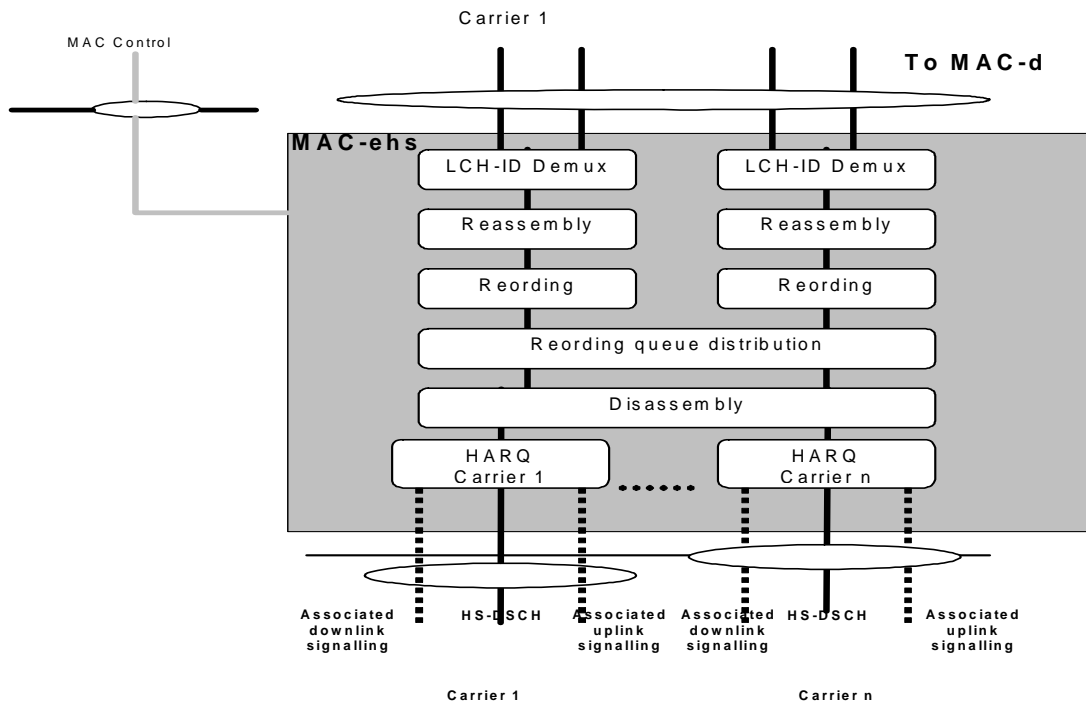 Carrier 1
MAC Control
To MAC-d
MAC-ehs
LCH-ID Demux
LCH-ID Demux
Reassembly
Reassembly
Reording
Reording
Reording queue distribution
Disassembly
HARQ
Carrier 1
HARQ
Carrier n
Associated
downlink
signalling
HS-DSCH
Associated
uplink
signalling
Associated
downlink
signalling
HS-DSCH
Associated
uplink
signalling
Carrier 1
Carrier n